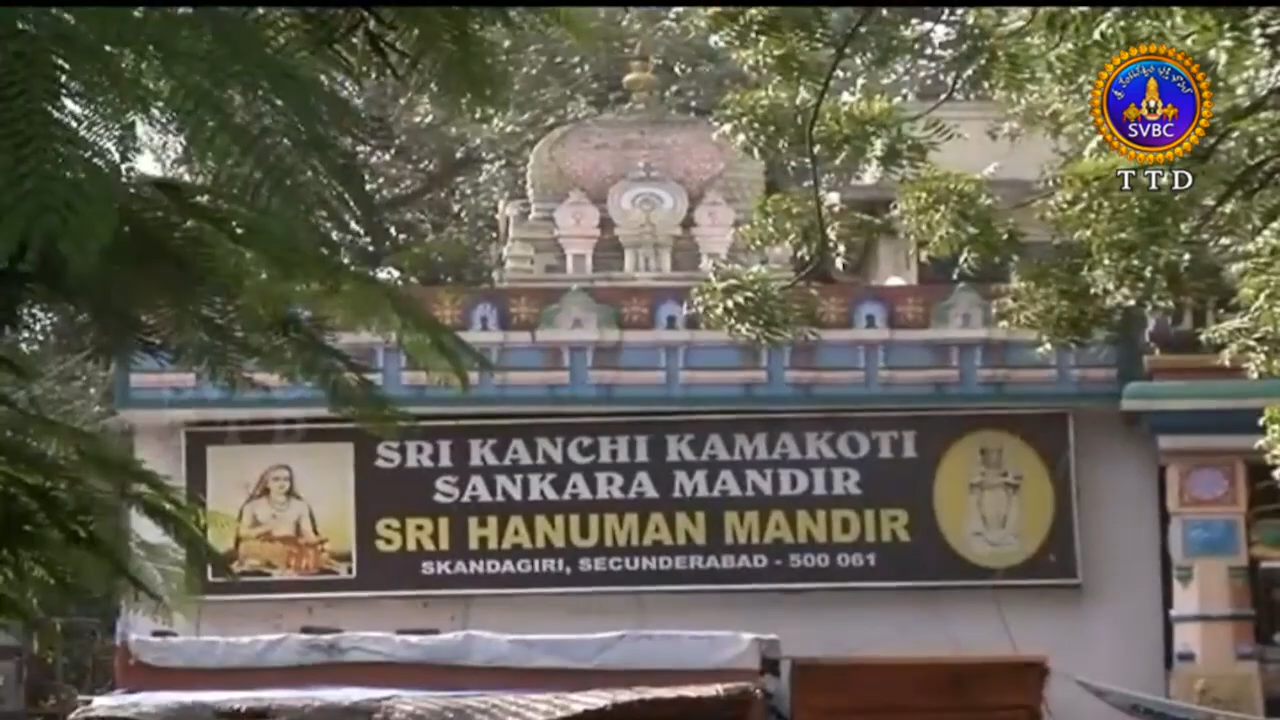 SVBC
TTD
SRI KANCHI KAMAKOTI
SANKARA MANDIR
SRI HANUMAN MANDIR
SKANDAGIRI, SECUNDERABAD - 500 061